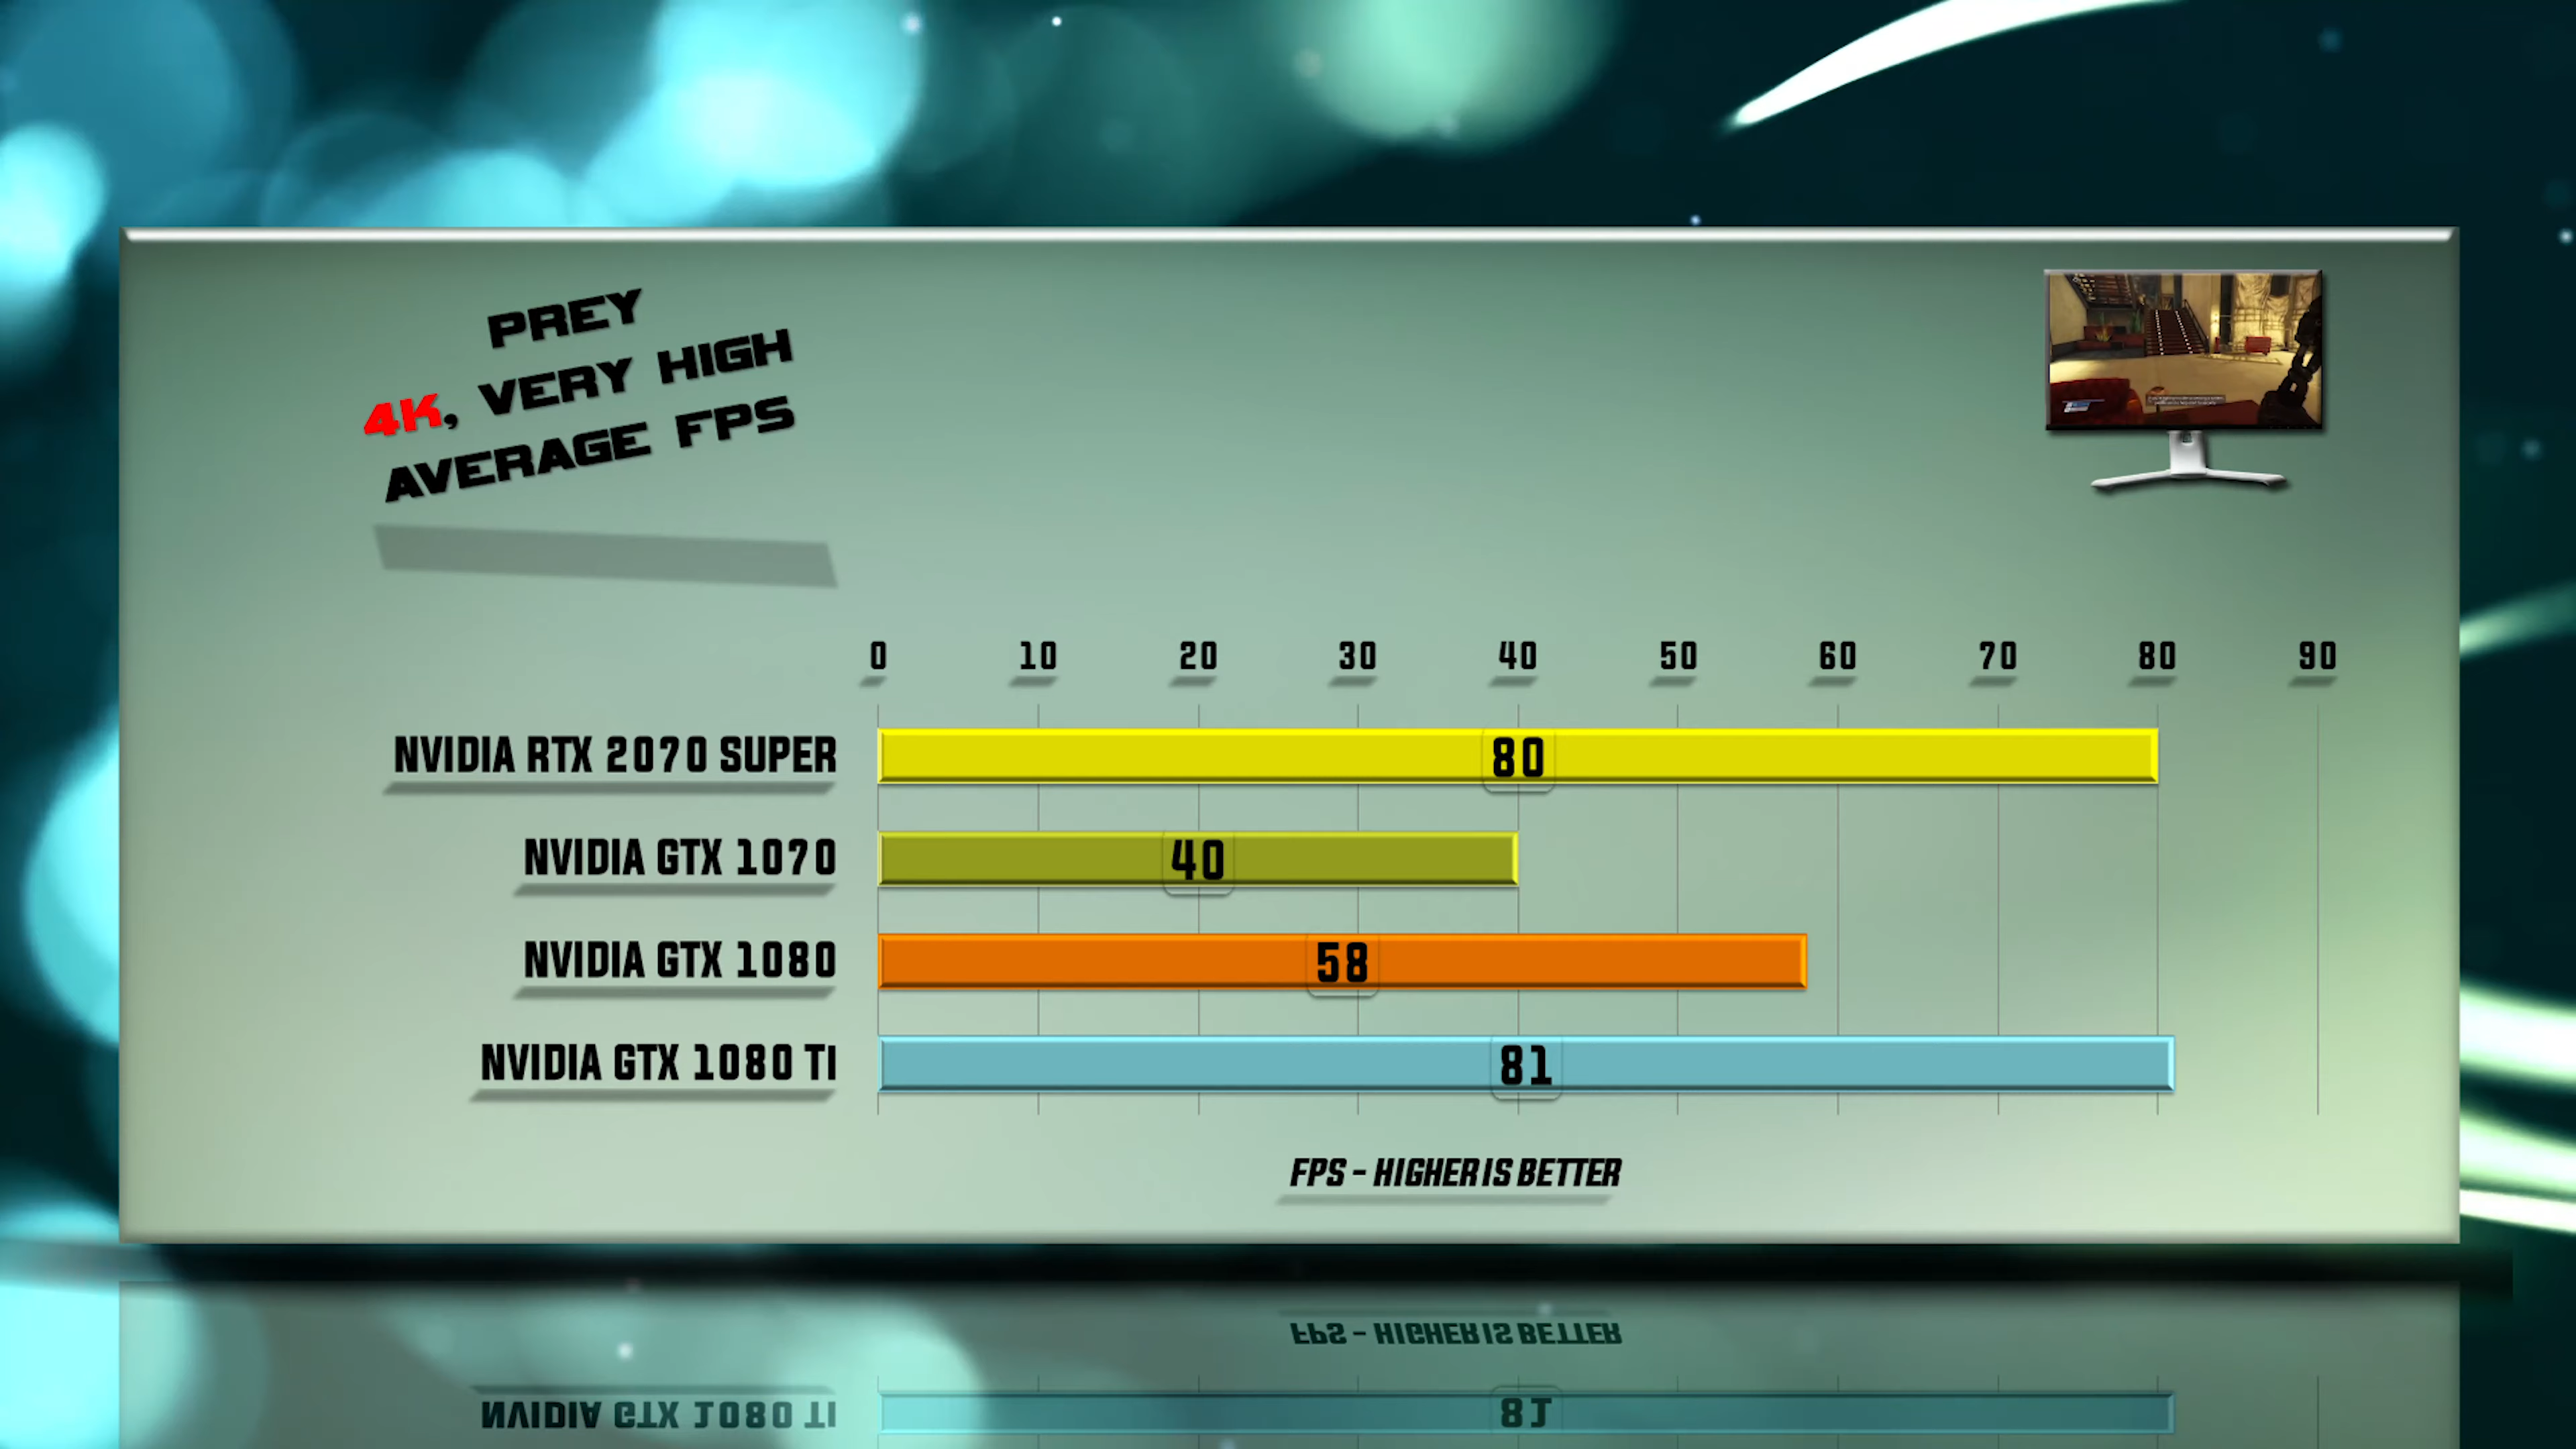 PREY
4K, VERY HIGH
AVERAGE FPS
0 10 20 30 40 50 60 70 80 90
NVIDIA RTX 2070 SUPER 80
NVIDIA GTX 1070 40
NVIDIA GTX 1080 58
NVIDIA GTX 1080 TI 81
FPS - HIGHER IS BETTER